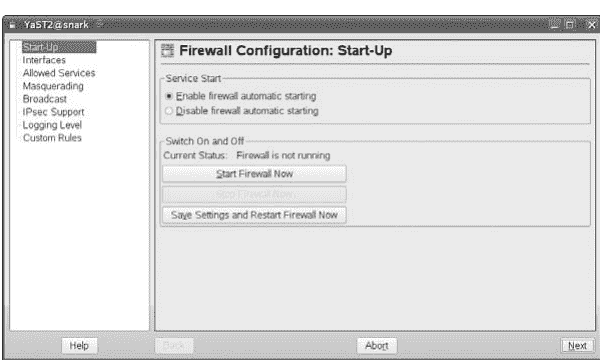 YaST2@snark
Start-Up
Interfaces
Allowed Services
Masquerading
Broadcast
IPsec Support
Logging Level
Custom Rules
Firewall Configuration: Start-Up
Service Start
Enable firewall automatic starting
Disable firewall automatic starting
Switch On and Off
Current Status: Firewall is not running
Start Firewall Now
Stop Firewall Now
Save Settings and Restart Firewall Now
Help
Back
Abort
Next